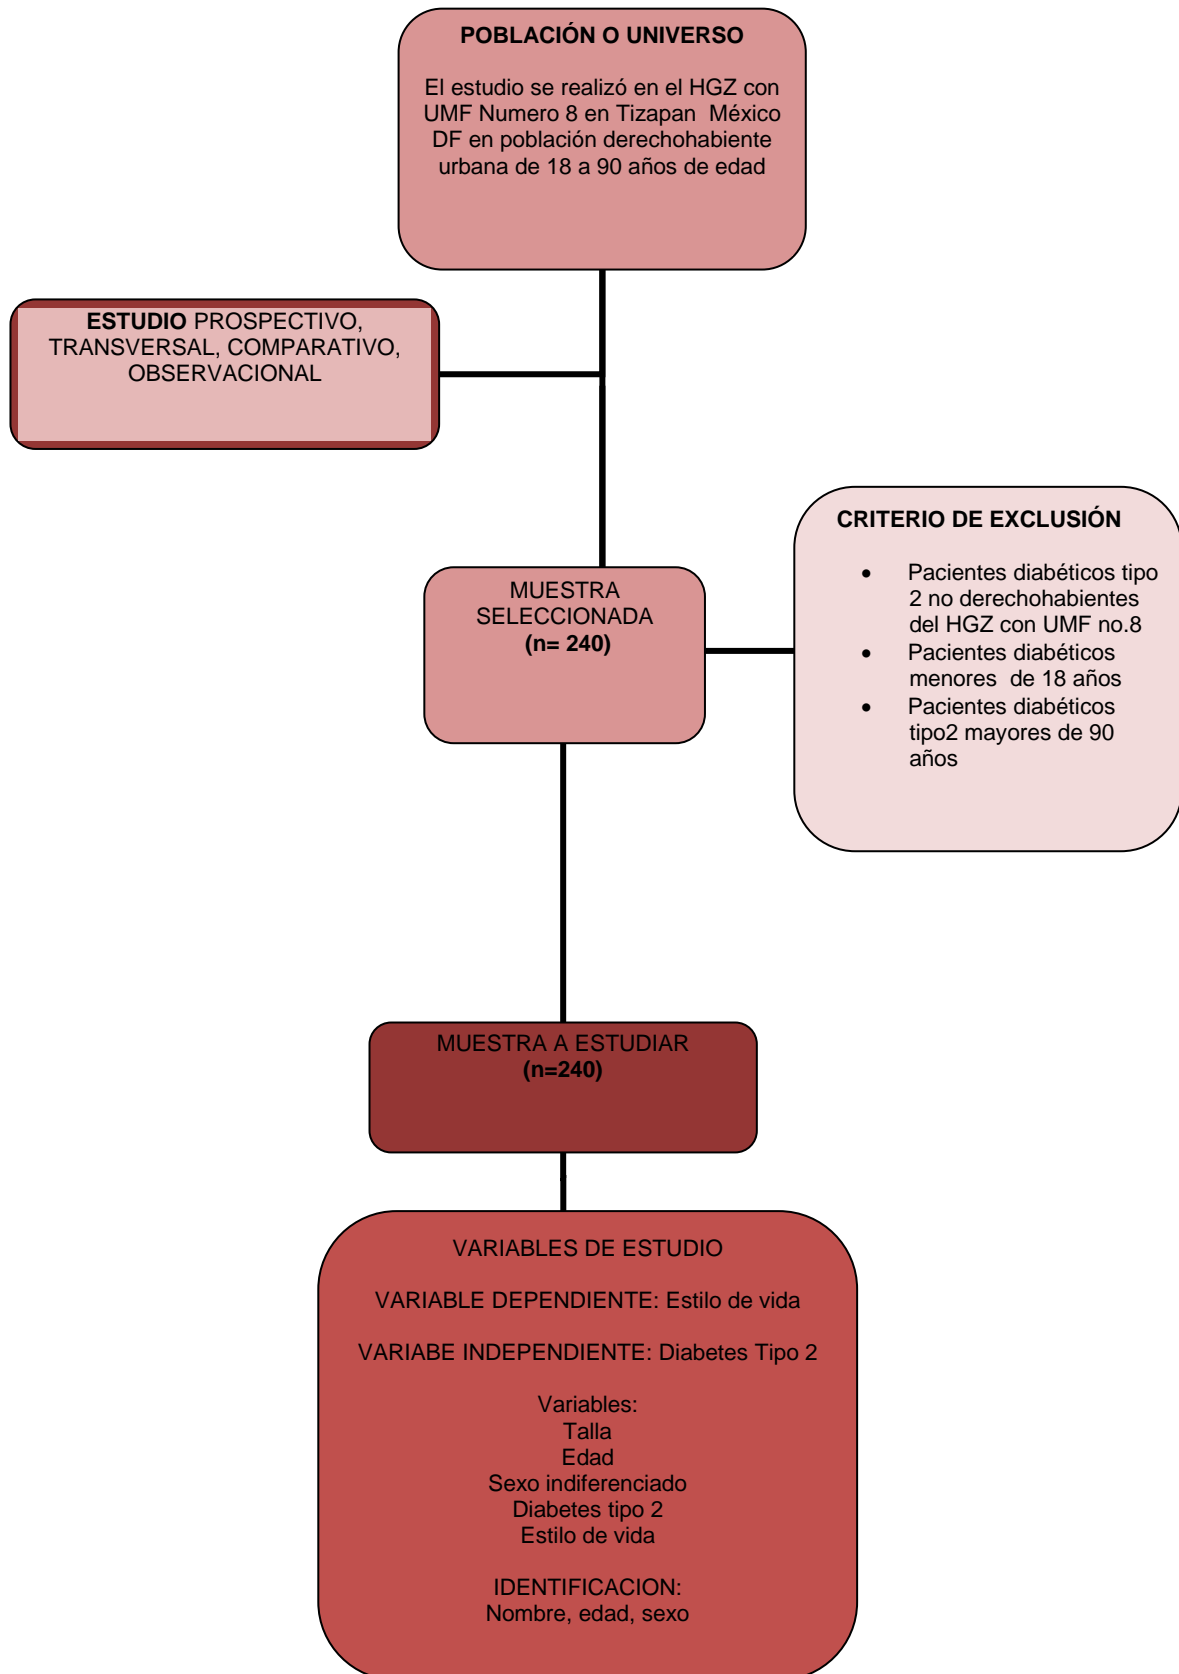 POBLACIÓN O UNIVERSO
El estudio se realizó en el HGZ con
UMF Numero 8 en Tizapan México
DF en población derechohabiente
urbana de 18 a 90 años de edad
ESTUDIO PROSPECTIVO,
TRANSVERSAL, COMPARATIVO,
OBSERVACIONAL
CRITERIO DE EXCLUSIÓN
• Pacientes diabéticos tipo
2 no derechohabientes
del HGZ con UMF no.8
• Pacientes diabéticos
menores de 18 años
• Pacientes diabéticos
tipo2 mayores de 90
años
MUESTRA
SELECCIONADA
(n= 240)
MUESTRA A ESTUDIAR
(n=240)
VARIABLES DE ESTUDIO
VARIABLE DEPENDIENTE: Estilo de vida
VARIABE INDEPENDIENTE: Diabetes Tipo 2
Variables:
Talla
Edad
Sexo indiferenciado
Diabetes tipo 2
Estilo de vida
IDENTIFICACION:
Nombre, edad, sexo